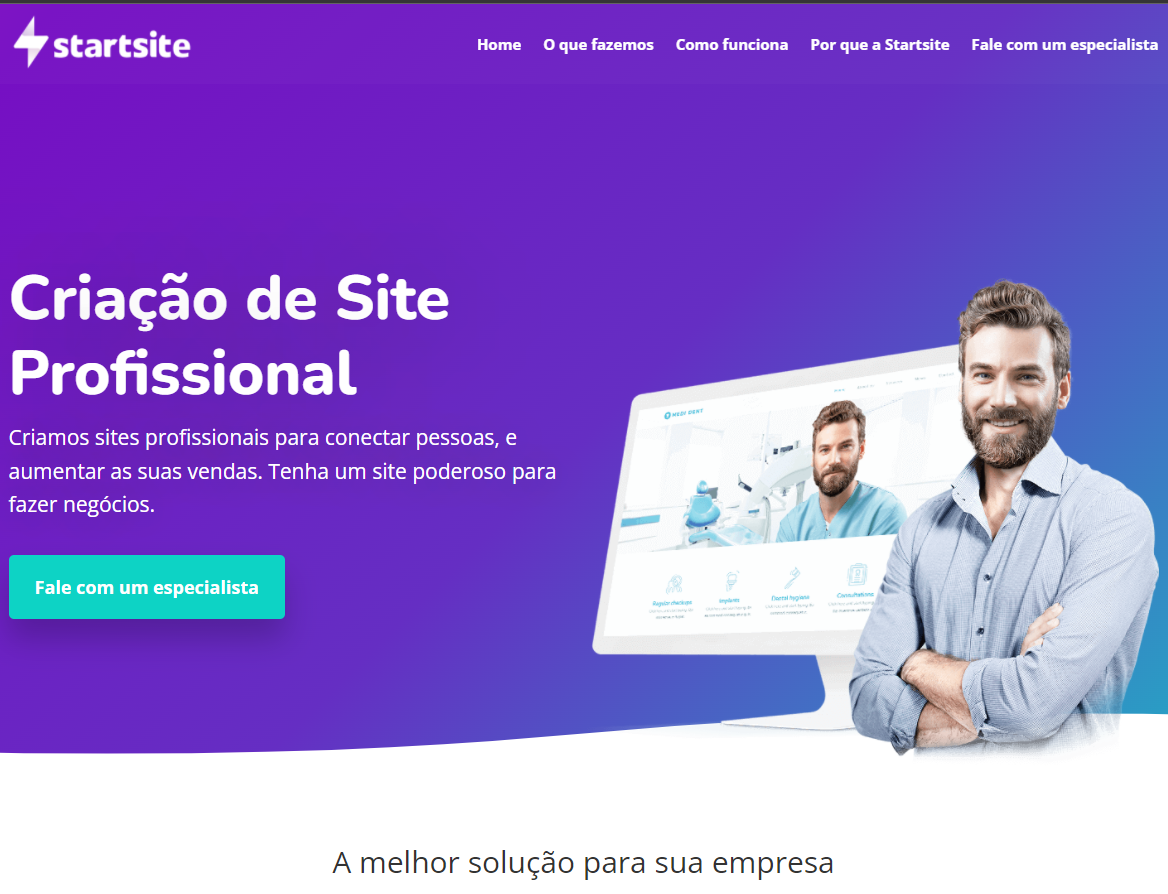 startsite
Home O que fazemos Como funciona Por que a Startsite Fale com um especialista
Criação de Site
Profissional
Criamos sites profissionais para conectar pessoas, e
aumentar as suas vendas. Tenha um site poderoso para
fazer negócios.
Fale com um especialista
MEDI DENT
Regular checkups
Implants
Dental hygiene
Consultations
A melhor solução para sua empresa